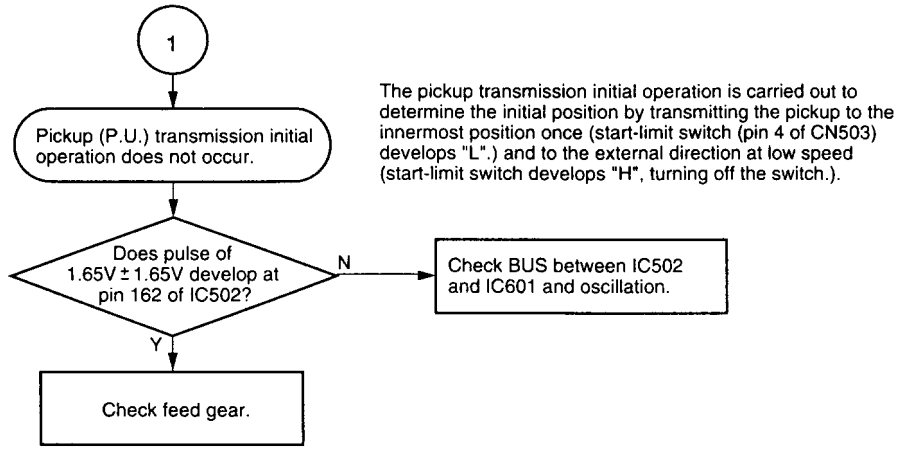 1
Pickup (P.U.) transmission initial
operation does not occur.
The pickup transmission initial operation is carried out to
determine the initial position by transmitting the pickup to the
innermost position once (start-limit switch (pin 4 of CN503)
develops "L".) and to the external direction at low speed
(start-limit switch develops "H", turning off the switch.).
Does pulse of
1.65V ± 1.65V develop at
pin 162 of IC502?
N
Check BUS between IC502
and IC601 and oscillation.
Y
Check feed gear.